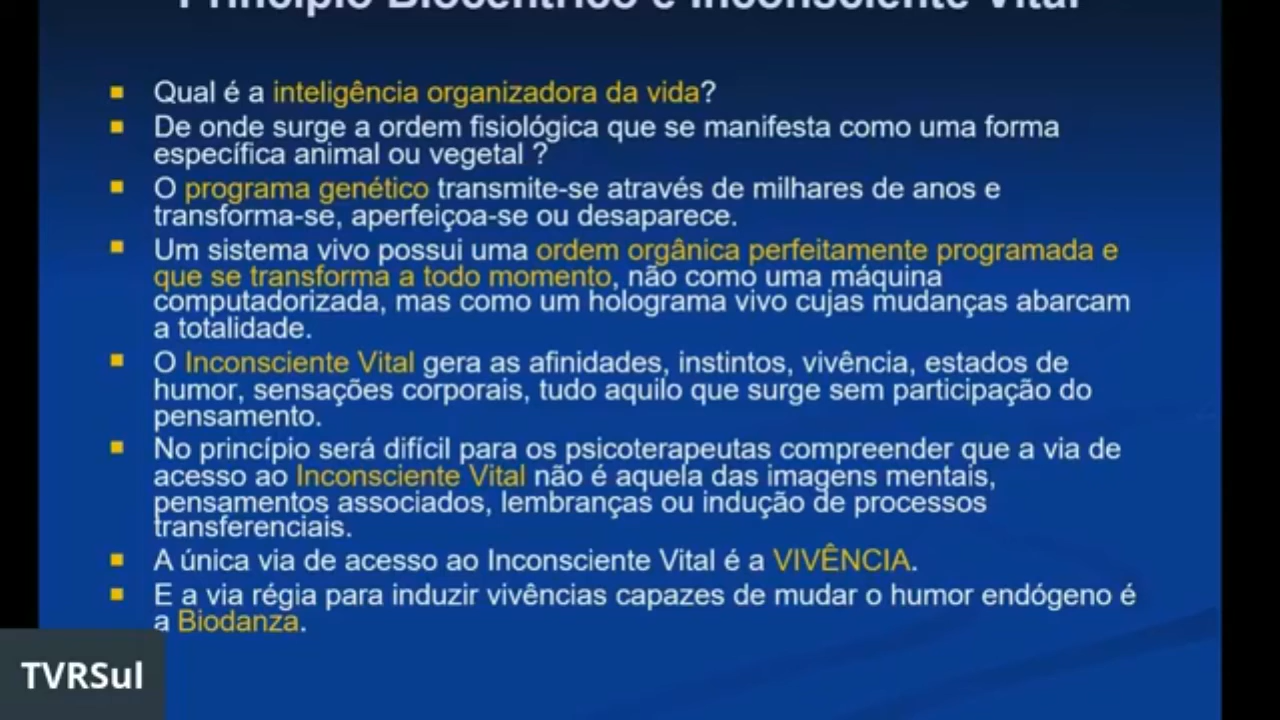 Princípio Biocêntrico e Inconsciente Vital
Qual é a inteligência organizadora da vida?
De onde surge a ordem fisiológica que se manifesta como uma forma
específica animal ou vegetal ?
O programa genético transmite-se através de milhares de anos e
transforma-se, aperfeiçoa-se ou desaparece.
Um sistema vivo possui uma ordem orgânica perfeitamente programada e
que se transforma a todo momento, não como uma máquina
computadorizada, mas como um holograma vivo cujas mudanças abarcam
a totalidade.
O Inconsciente Vital gera as afinidades, instintos, vivência, estados de
humor, sensações corporais, tudo aquilo que surge sem participação do
pensamento.
No princípio será difícil para os psicoterapeutas compreender que a via de
acesso ao Inconsciente Vital não é aquela das imagens mentais,
pensamentos associados, lembranças ou indução de processos
transferenciais.
A única via de acesso ao Inconsciente Vital é a VIVÊNCIA.
E a via régia para induzir vivências capazes de mudar o humor endógeno é
a Biodanza.
TVRSul